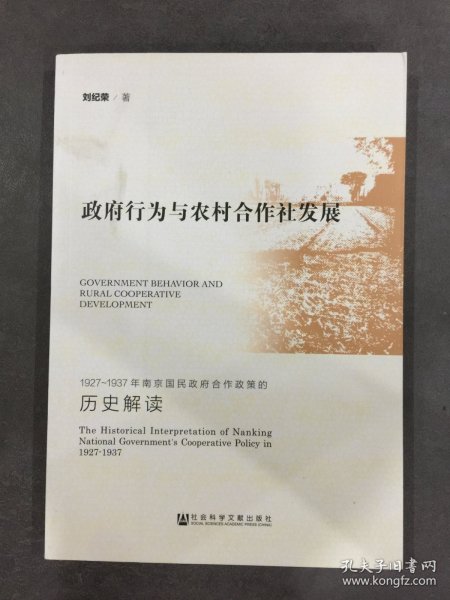 刘纪荣 / 著
政府行为与农村合作社发展
GOVERNMENT BEHAVIOR AND
RURAL COOPERATIVE
DEVELOPMENT
1927~1937年南京国民政府合作政策的
历史解读
The Historical Interpretation of Nanking
National Government's Cooperative Policy in
1927-1937
社会科学文献出版社
SOCIAL SCIENCES ACADEMIC PRESS (CHINA)
孔夫子旧书网
www.kongfz.com